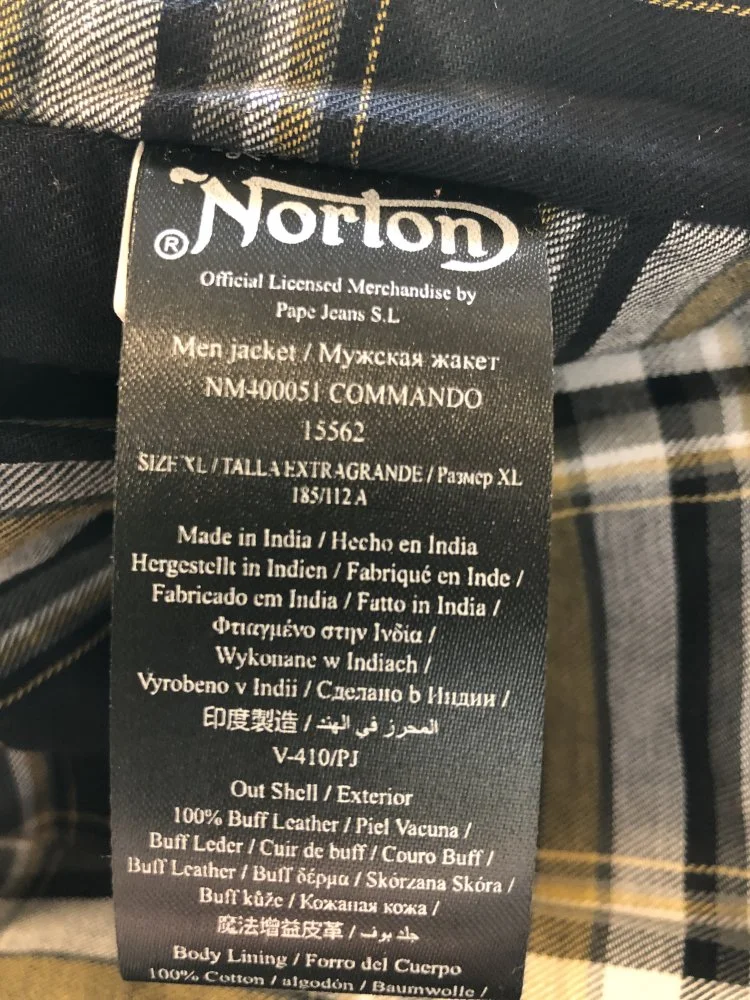 Norton
®
Official Licensed Merchandise by
Pape Jeans S.L
Men jacket / Мужская жакет
NM400051 COMMANDO
15562
SIZE XL / TALLA EXTRAGRANDE / Размер XL
185/112 A
Made in India / Hecho en India
Hergestellt in Indien / Fabriqué en Inde /
Fabricado em India / Fatto in India /
Φτιαγμένο στην Ινδία /
Wykonane w Indiach /
Vyrobeno v Indii / Сделано b Индии /
印度製造 / المحرز في الهند
V-410/PJ
Out Shell / Exterior
100% Buff Leather / Piel Vacuna /
Buff Leder / Cuir de buff / Couro Buff /
Buff Leather / Buff δέρμα / Skórzana Skóra /
Buff kůže / Кожаная кожа /
魔法增益皮革 / جلد بوف
Body Lining / Forro del Cuerpo
100% Cotton / algodón / Baumwolle /